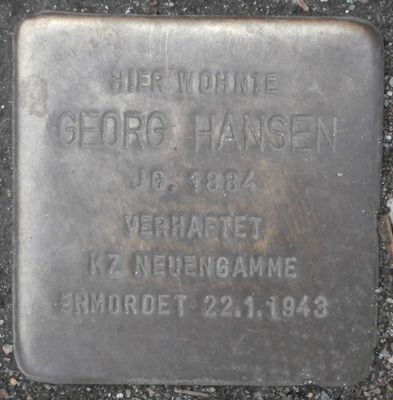 HIER WOHNTE
GEORG HANSEN
JG. 1884
VERHAFTET
KZ NEUENGAMME
ERMORDET 22.1.1943